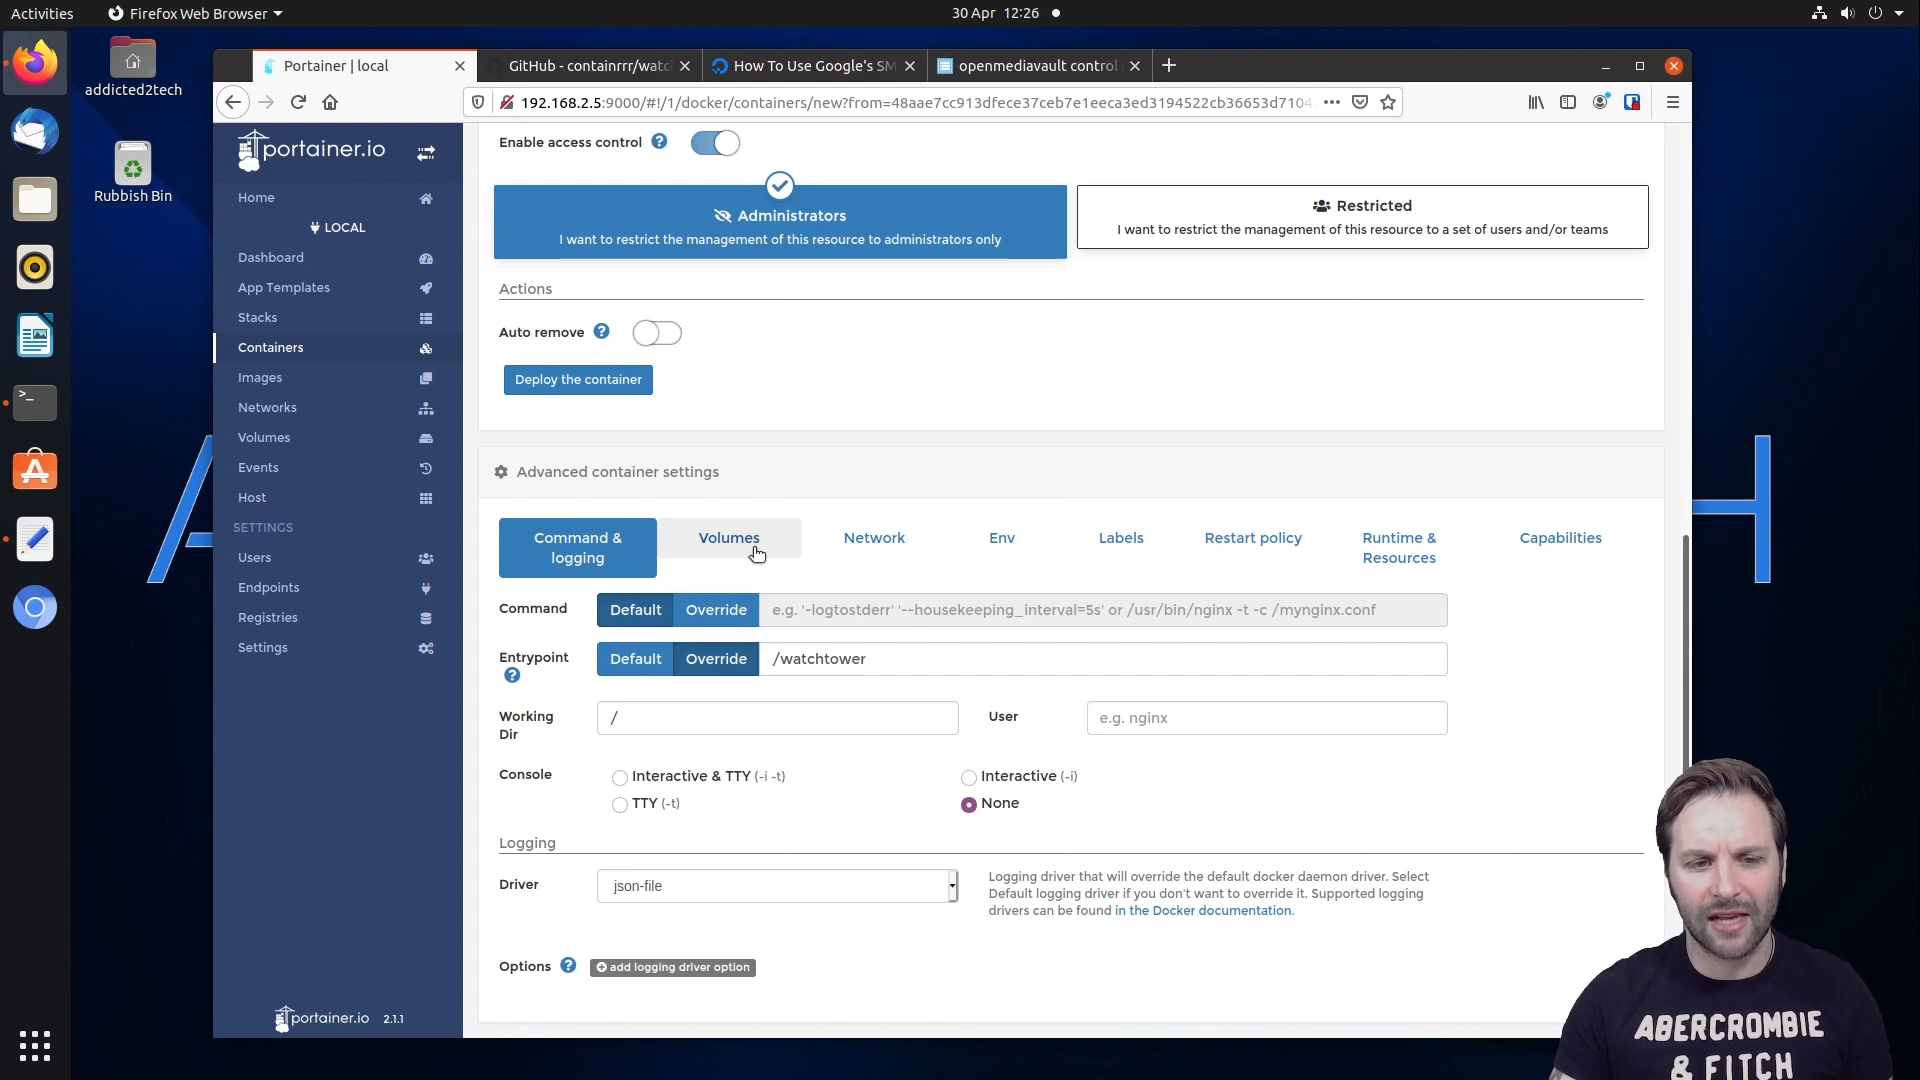 Activities
Firefox Web Browser
30 Apr 12:26
addicted2tech
Rubbish Bin
Portainer | local
GitHub - containrrr/watc
How To Use Google's SM
openmediavault control
192.168.2.5:9000/#!/1/docker/containers/new?from=48aae7cc913dfece37ceb7e1eeca3ed3194522cb36653d7104
portainer.io
Home
LOCAL
Dashboard
App Templates
Stacks
Containers
Images
Networks
Volumes
Events
Host
SETTINGS
Users
Endpoints
Registries
Settings
portainer.io 2.1.1
Enable access control
Administrators
I want to restrict the management of this resource to administrators only
Restricted
I want to restrict the management of this resource to a set of users and/or teams
Actions
Auto remove
Deploy the container
Advanced container settings
Command &
logging
Volumes
Network
Env
Labels
Restart policy
Runtime &
Resources
Capabilities
Command
Default
Override
e.g. '-logtostderr' '--housekeeping_interval=5s' or /usr/bin/nginx -t -c /mynginx.conf
Entrypoint
Default
Override
/watchtower
Working
Dir
/
User
e.g. nginx
Console
Interactive & TTY (-i -t)
Interactive (-i)
TTY (-t)
None
Logging
Driver
json-file
Logging driver that will override the default docker daemon driver. Select
Default logging driver if you don't want to override it. Supported logging
drivers can be found in the Docker documentation.
Options
add logging driver option
A
H
ABERCROMBIE
& FITCH